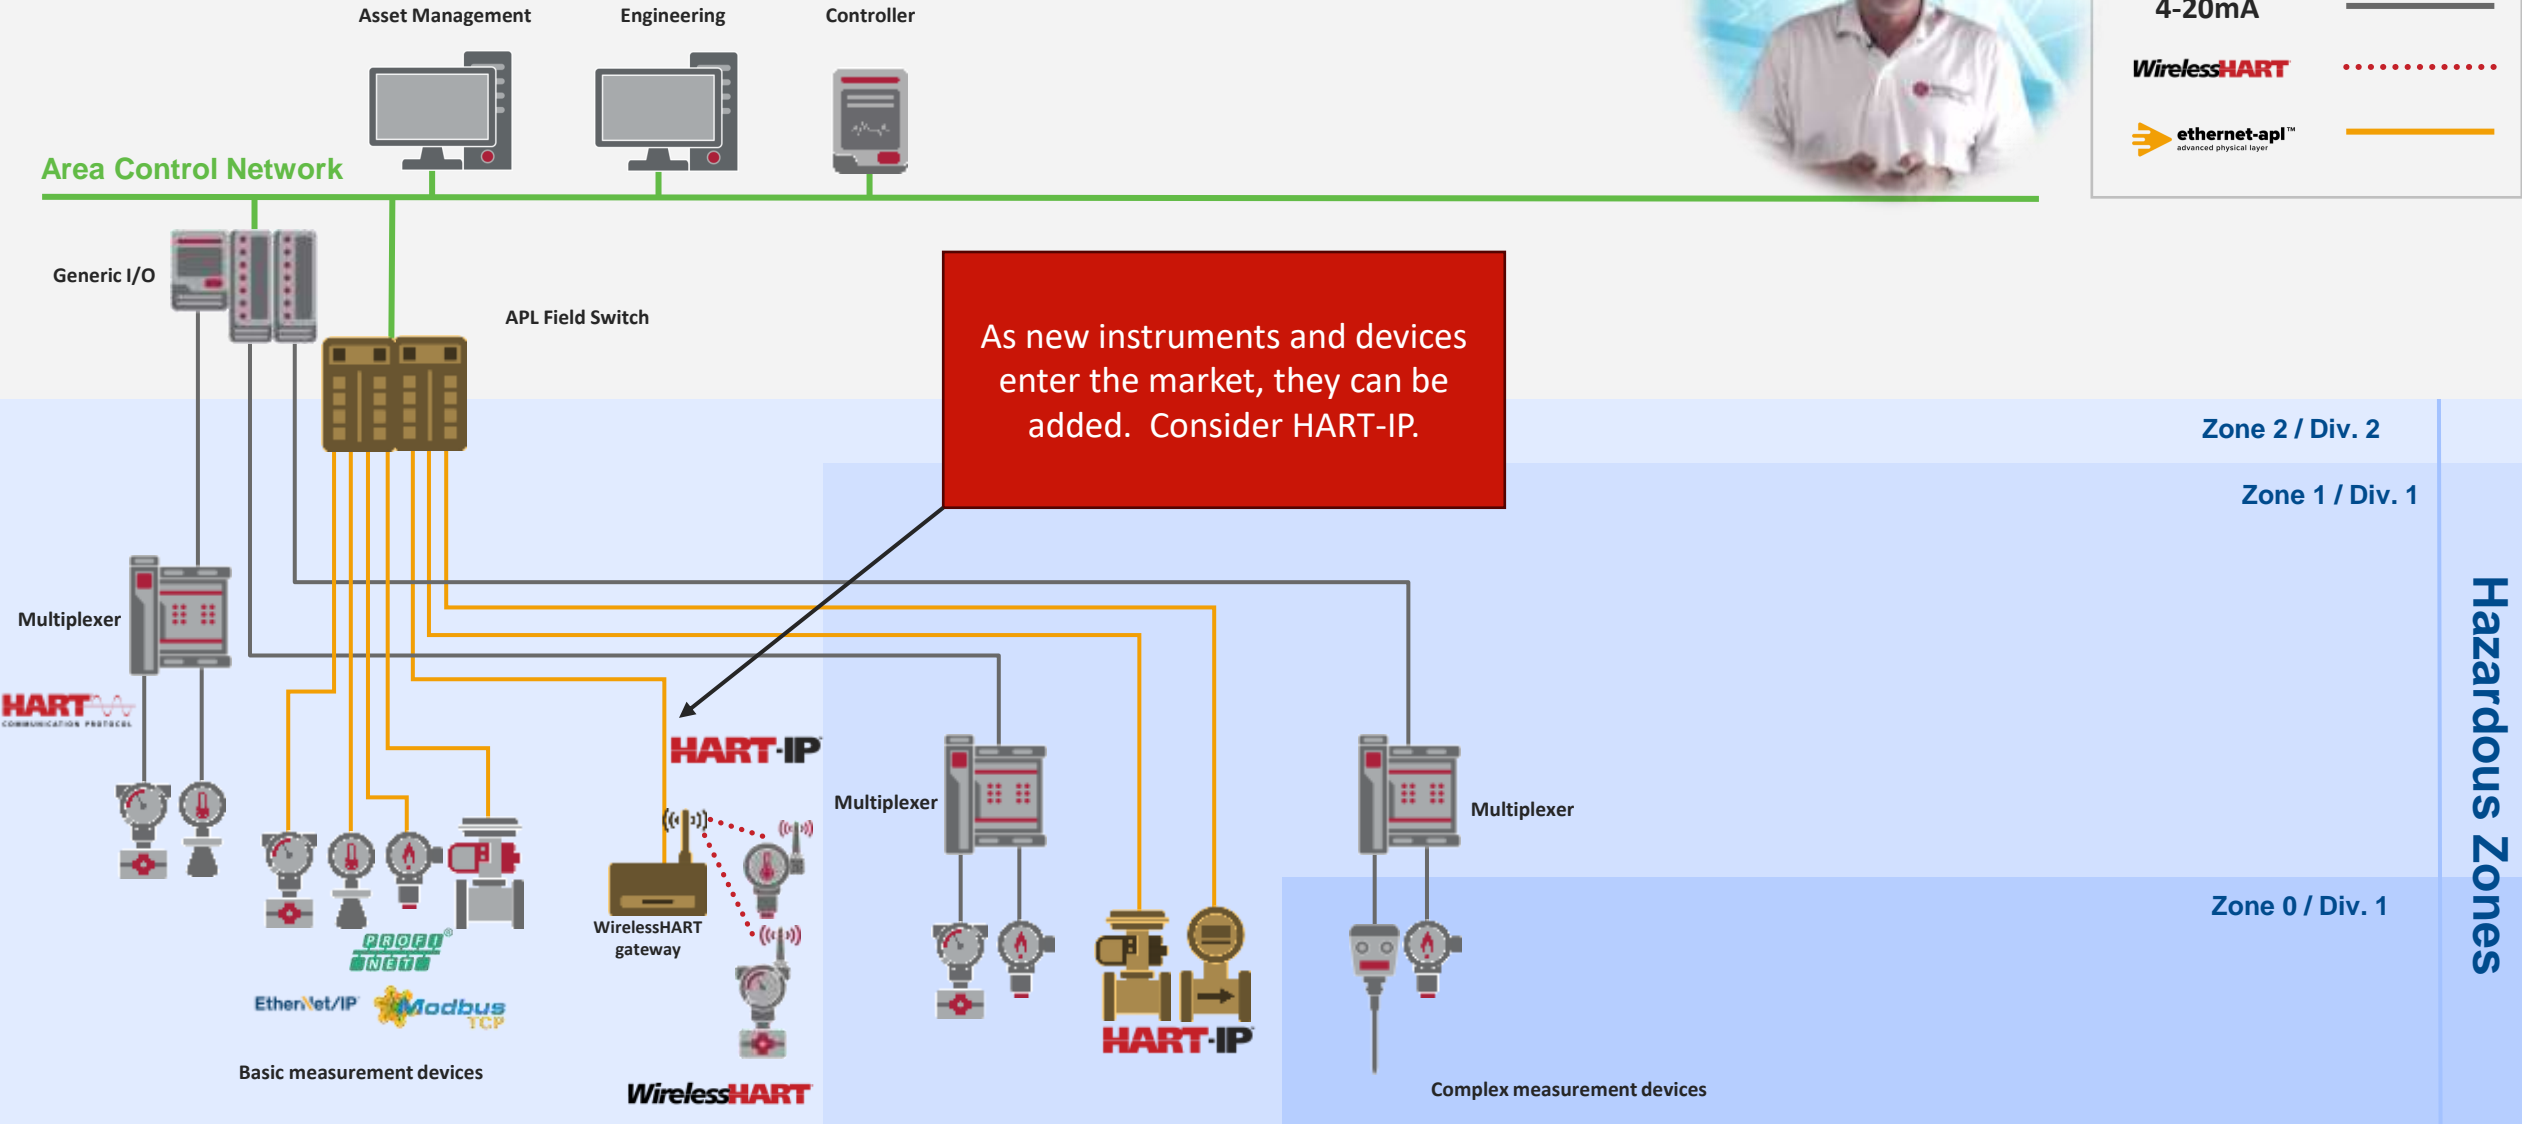 Asset Management
Engineering
Controller
4-20mA
WirelessHART
ethernet-apl™
advanced physical layer
Area Control Network
Generic I/O
APL Field Switch
As new instruments and devices
enter the market, they can be
added. Consider HART-IP.
Zone 2 / Div. 2
Zone 1 / Div. 1
Hazardous Zones
Multiplexer
HART
COMMUNICATION PROTOCOL
HART-IP
Multiplexer
Multiplexer
Zone 0 / Div. 1
WirelessHART
gateway
PROFI®
NET
EtherNet/IP
Modbus
TCP
HART-IP
Basic measurement devices
WirelessHART
Complex measurement devices